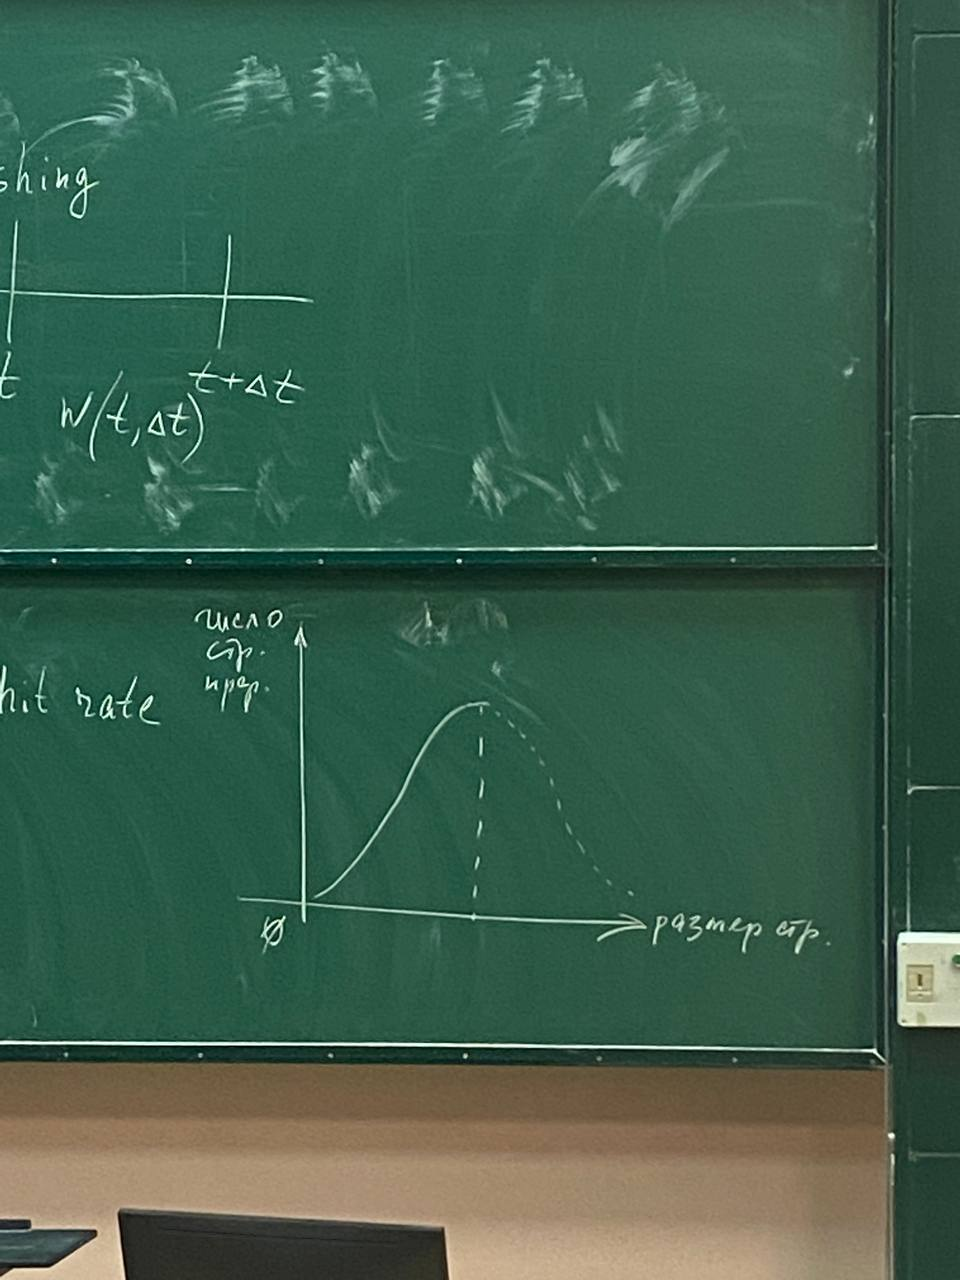 shing
t
t+Δt
W(t,Δt)
hit rate
число
стр.
прер.
Ø
размер стр.